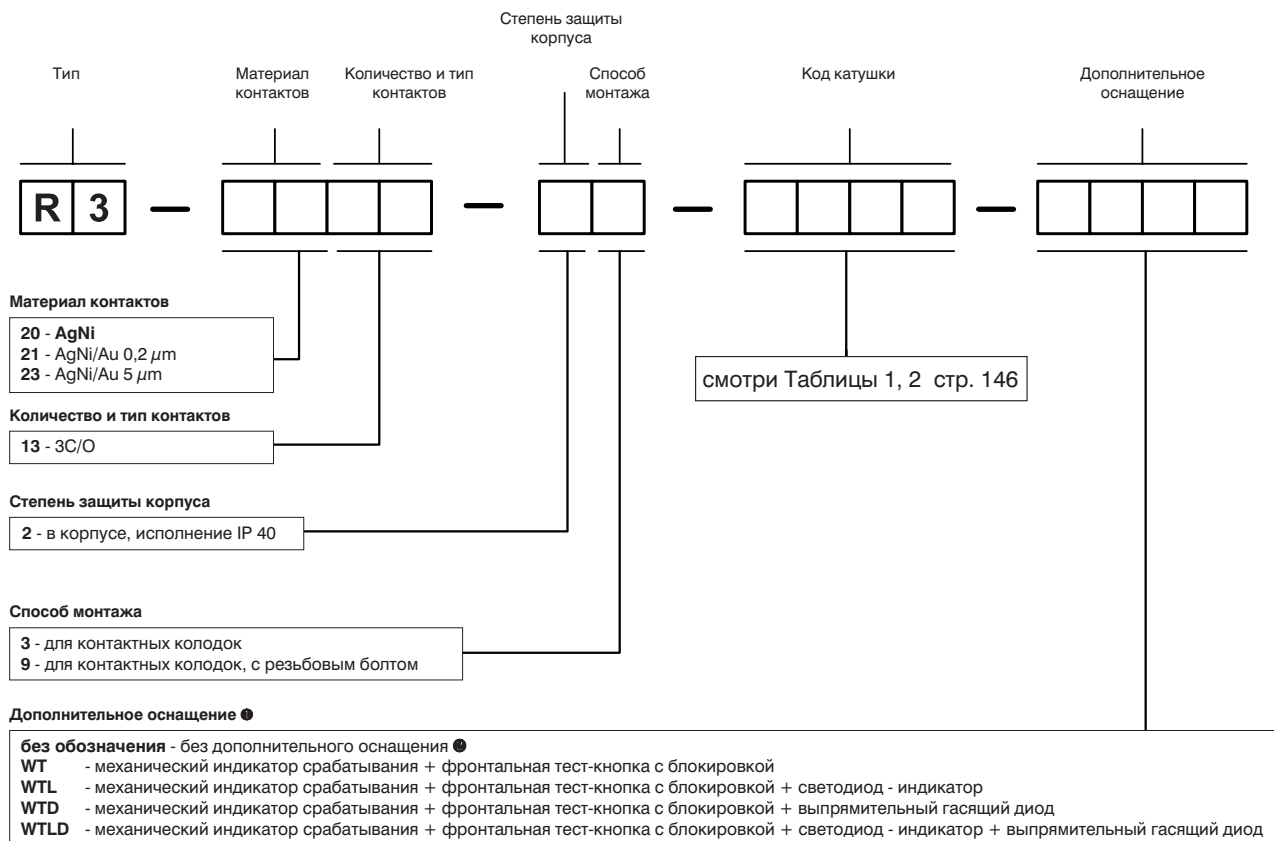 Степень защиты
корпуса
Тип
Материал
контактов
Количество и тип
контактов
Способ
монтажа
Код катушки
Дополнительное
оснащение
R 3 — — — —
Материал контактов
20 - AgNi
21 - AgNi/Au 0,2 µm
23 - AgNi/Au 5 µm
смотри Таблицы 1, 2 стр. 146
Количество и тип контактов
13 - 3C/O
Степень защиты корпуса
2 - в корпусе, исполнение IP 40
Способ монтажа
3 - для контактных колодок
9 - для контактных колодок, с резьбовым болтом
Дополнительное оснащение ❶
без обозначения - без дополнительного оснащения ❷
WT - механический индикатор срабатывания + фронтальная тест-кнопка с блокировкой
WTL - механический индикатор срабатывания + фронтальная тест-кнопка с блокировкой + светодиод - индикатор
WTD - механический индикатор срабатывания + фронтальная тест-кнопка с блокировкой + выпрямительный гасящий диод
WTLD - механический индикатор срабатывания + фронтальная тест-кнопка с блокировкой + светодиод - индикатор + выпрямительный гасящий диод